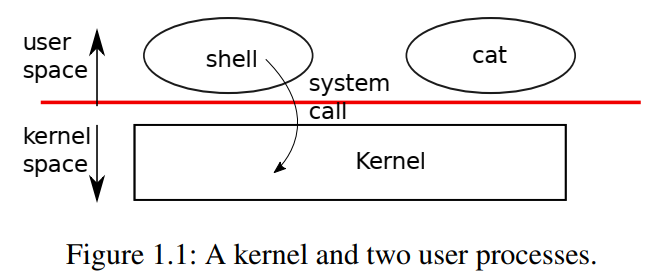 user
space
shell
cat
system
call
kernel
space
Kernel
Figure 1.1: A kernel and two user processes.